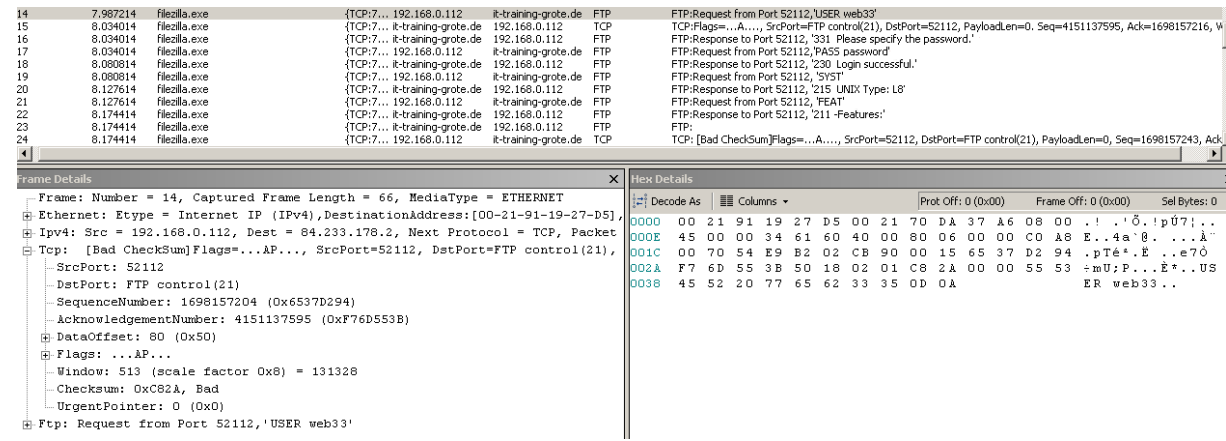 14 7.987214 filezilla.exe {TCP:7... 192.168.0.112 it-training-grote.de FTP FTP:Request from Port 52112,'USER web33'
15 8.034014 filezilla.exe {TCP:7... it-training-grote.de 192.168.0.112 TCP TCP:Flags=...A...., SrcPort=FTP control(21), DstPort=52112, PayloadLen=0. Seq=4151137595, Ack=1698157216,
16 8.034014 filezilla.exe {TCP:7... it-training-grote.de 192.168.0.112 FTP FTP:Response to Port 52112, '331 Please specify the password.'
17 8.034014 filezilla.exe {TCP:7... 192.168.0.112 it-training-grote.de FTP FTP:Request from Port 52112,'PASS password'
18 8.080814 filezilla.exe {TCP:7... it-training-grote.de 192.168.0.112 FTP FTP:Response to Port 52112, '230 Login successful.'
19 8.080814 filezilla.exe {TCP:7... 192.168.0.112 it-training-grote.de FTP FTP:Request from Port 52112,'SYST'
20 8.127614 filezilla.exe {TCP:7... it-training-grote.de 192.168.0.112 FTP FTP:Response to Port 52112, '215 UNIX Type: L8'
21 8.127614 filezilla.exe {TCP:7... 192.168.0.112 it-training-grote.de FTP FTP:Request from Port 52112,'FEAT'
22 8.174414 filezilla.exe {TCP:7... it-training-grote.de 192.168.0.112 FTP FTP:Response to Port 52112, '211 -Features:'
23 8.174414 filezilla.exe {TCP:7... it-training-grote.de 192.168.0.112 FTP FTP:
24 8.174414 filezilla.exe {TCP:7... 192.168.0.112 it-training-grote.de TCP TCP: [Bad CheckSum]Flags=...A...., SrcPort=52112, DstPort=FTP control(21), PayloadLen=0, Seq=1698157243, Ack
Frame Details X
Frame: Number = 14, Captured Frame Length = 66, MediaType = ETHERNET
Ethernet: Etype = Internet IP (IPv4),DestinationAddress:[00-21-91-19-27-D5],
Ipv4: Src = 192.168.0.112, Dest = 84.233.178.2, Next Protocol = TCP, Packet
Tcp: [Bad CheckSum]Flags=...AP..., SrcPort=52112, DstPort=FTP control(21),
SrcPort: 52112
DstPort: FTP control(21)
SequenceNumber: 1698157204 (0x6537D294)
AcknowledgementNumber: 4151137595 (0xF76D553B)
DataOffset: 80 (0x50)
Flags: ...AP...
Window: 513 (scale factor 0x8) = 131328
Checksum: 0xC82A, Bad
UrgentPointer: 0 (0x0)
Ftp: Request from Port 52112,'USER web33'
Hex Details
Decode As Columns Prot Off: 0 (0x00) Frame Off: 0 (0x00) Sel Bytes: 0
0000 00 21 91 19 27 D5 00 21 70 DA 37 A6 08 00 .!..'Õ.!pÚ7¦..
000E 45 00 00 34 61 60 40 00 80 06 00 00 C0 A8 E..4a`@. ....À¨
001C 00 70 54 E9 B2 02 CB 90 00 15 65 37 D2 94 .pTé².Ë ..e7Ò
002A F7 6D 55 3B 50 18 02 01 C8 2A 00 00 55 53 ÷mU;P...È*..US
0038 45 52 20 77 65 62 33 35 0D 0A ER web33..